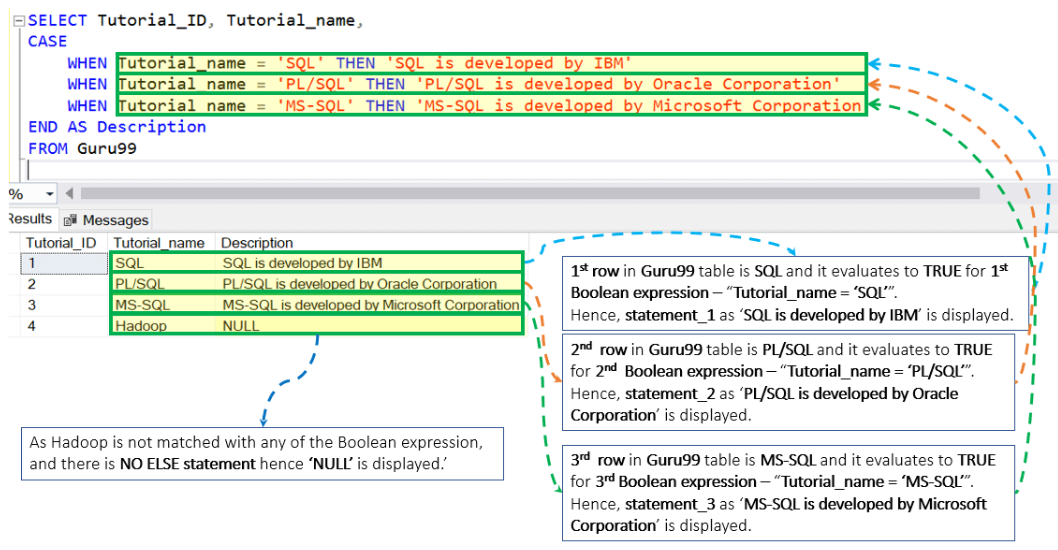 SELECT Tutorial_ID, Tutorial_name,
CASE
WHEN Tutorial_name = 'SQL' THEN 'SQL is developed by IBM'
WHEN Tutorial_name = 'PL/SQL' THEN 'PL/SQL is developed by Oracle Corporation'
WHEN Tutorial name = 'MS-SQL' THEN 'MS-SQL is developed by Microsoft Corporation
END AS Description
FROM Guru99
%
Results Messages
Tutorial_ID Tutorial_name Description
1 SQL SQL is developed by IBM
2 PL/SQL PL/SQL is developed by Oracle Corporation
3 MS-SQL MS-SQL is developed by Microsoft Corporation
4 Hadoop NULL
1st row in Guru99 table is SQL and it evaluates to TRUE for 1st
Boolean expression – “Tutorial_name = ‘SQL’”.
Hence, statement_1 as ‘SQL is developed by IBM’ is displayed.
2nd row in Guru99 table is PL/SQL and it evaluates to TRUE
for 2nd Boolean expression – “Tutorial_name = ‘PL/SQL’”.
Hence, statement_2 as ‘PL/SQL is developed by Oracle
Corporation’ is displayed.
As Hadoop is not matched with any of the Boolean expression,
and there is NO ELSE statement hence ‘NULL’ is displayed.’
3rd row in Guru99 table is MS-SQL and it evaluates to TRUE
for 3rd Boolean expression – “Tutorial_name = ‘MS-SQL’”.
Hence, statement_3 as ‘MS-SQL is developed by Microsoft
Corporation’ is displayed.